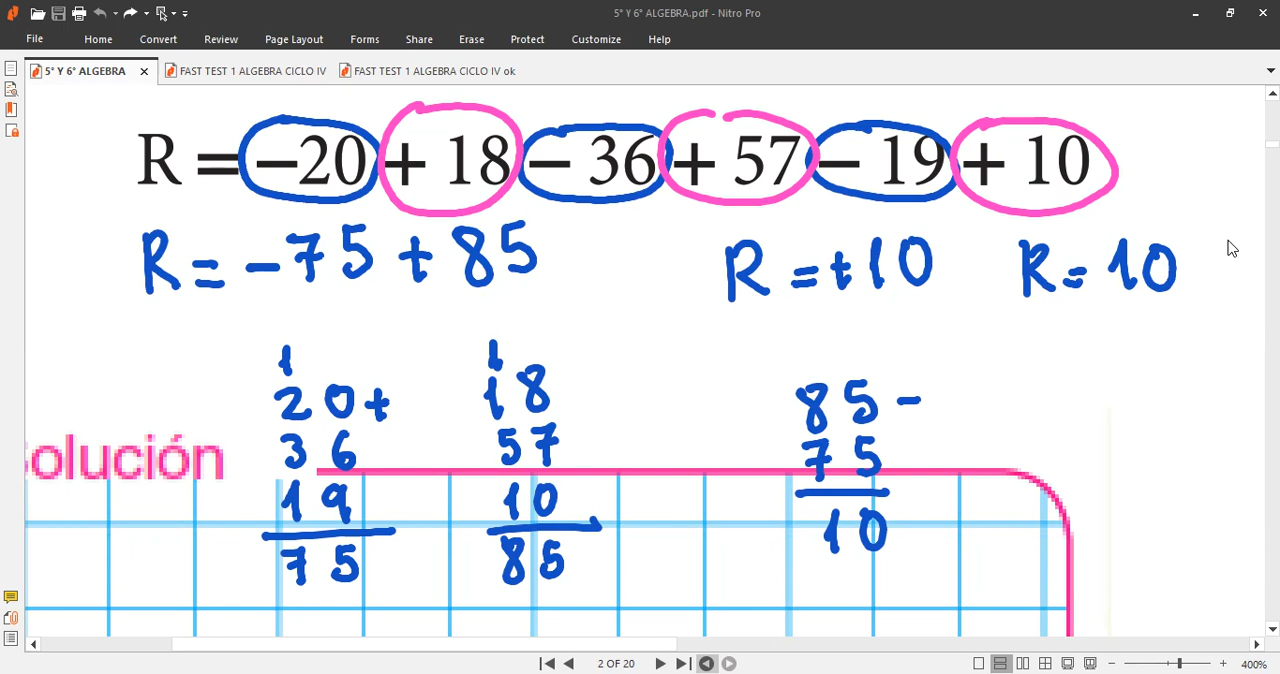 5° Y 6° ALGEBRA.pdf - Nitro Pro
File Home Convert Review Page Layout Forms Share Erase Protect Customize Help
5° Y 6° ALGEBRA FAST TEST 1 ALGEBRA CICLO IV FAST TEST 1 ALGEBRA CICLO IV ok
R = −20 + 18 − 36 + 57 − 19 + 10
R = -75 + 85 R = +10 R = 10
1 1
20+ 18 85 -
36 57 75
19 10 10
75 85
olución
2 OF 20 400%